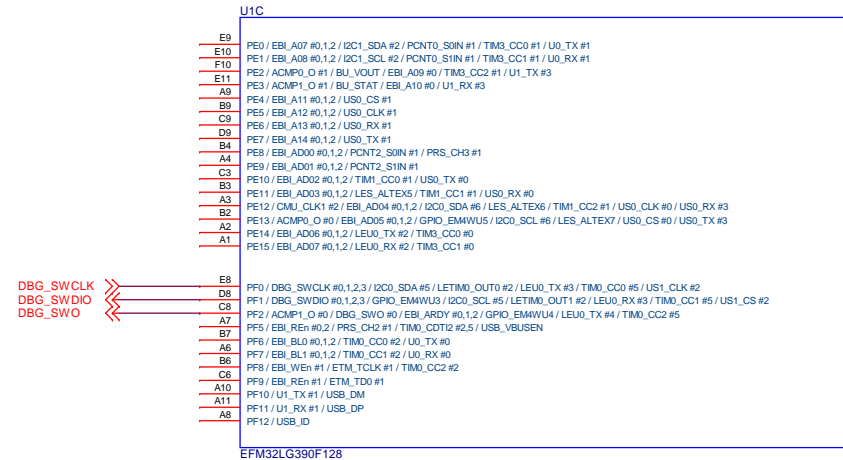 U1C
E9 PE0 / EBI_A07 #0,1,2 / I2C1_SDA #2 / PCNT0_S0IN #1 / TIM3_CC0 #1 / U0_TX #1
E10 PE1 / EBI_A08 #0,1,2 / I2C1_SCL #2 / PCNT0_S1IN #1 / TIM3_CC1 #1 / U0_RX #1
F10 PE2 / ACMP0_O #1 / BU_VOUT / EBI_A09 #0 / TIM3_CC2 #1 / U1_TX #3
E11 PE3 / ACMP1_O #1 / BU_STAT / EBI_A10 #0 / U1_RX #3
A9 PE4 / EBI_A11 #0,1,2 / US0_CS #1
B9 PE5 / EBI_A12 #0,1,2 / US0_CLK #1
C9 PE6 / EBI_A13 #0,1,2 / US0_RX #1
D9 PE7 / EBI_A14 #0,1,2 / US0_TX #1
B4 PE8 / EBI_AD00 #0,1,2 / PCNT2_S0IN #1 / PRS_CH3 #1
A4 PE9 / EBI_AD01 #0,1,2 / PCNT2_S1IN #1
C3 PE10 / EBI_AD02 #0,1,2 / TIM1_CC0 #1 / US0_TX #0
B3 PE11 / EBI_AD03 #0,1,2 / LES_ALTEX5 / TIM1_CC1 #1 / US0_RX #0
A3 PE12 / CMU_CLK1 #2 / EBI_AD04 #0,1,2 / I2C0_SDA #6 / LES_ALTEX6 / TIM1_CC2 #1 / US0_CLK #0 / US0_RX #3
B2 PE13 / ACMP0_O #0 / EBI_AD05 #0,1,2 / GPIO_EM4WU5 / I2C0_SCL #6 / LES_ALTEX7 / US0_CS #0 / US0_TX #3
A2 PE14 / EBI_AD06 #0,1,2 / LEU0_TX #2 / TIM3_CC0 #0
A1 PE15 / EBI_AD07 #0,1,2 / LEU0_RX #2 / TIM3_CC1 #0
DBG_SWCLK E8 PF0 / DBG_SWCLK #0,1,2,3 / I2C0_SDA #5 / LETIM0_OUT0 #2 / LEU0_TX #3 / TIM0_CC0 #5 / US1_CLK #2
DBG_SWDIO D8 PF1 / DBG_SWDIO #0,1,2,3 / GPIO_EM4WU3 / I2C0_SCL #5 / LETIM0_OUT1 #2 / LEU0_RX #3 / TIM0_CC1 #5 / US1_CS #2
DBG_SWO C8 PF2 / ACMP1_O #0 / DBG_SWO #0 / EBI_ARDY #0,1,2 / GPIO_EM4WU4 / LEU0_TX #4 / TIM0_CC2 #5
A7 PF5 / EBI_REn #0,2 / PRS_CH2 #1 / TIM0_CDTI2 #2,5 / USB_VBUSEN
B7 PF6 / EBI_BL0 #0,1,2 / TIM0_CC0 #2 / U0_TX #0
A6 PF7 / EBI_BL1 #0,1,2 / TIM0_CC1 #2 / U0_RX #0
B6 PF8 / EBI_WEn #1 / ETM_TCLK #1 / TIM0_CC2 #2
C6 PF9 / EBI_REn #1 / ETM_TD0 #1
A10 PF10 / U1_TX #1 / USB_DM
A11 PF11 / U1_RX #1 / USB_DP
A8 PF12 / USB_ID
EFM32LG390F128